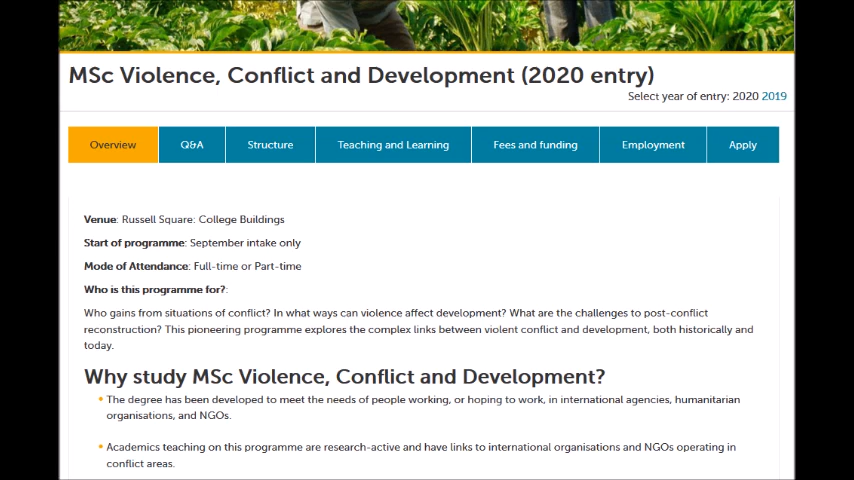 MSc Violence, Conflict and Development (2020 entry)
Select year of entry: 2020 2019
Overview
Q&A
Structure
Teaching and Learning
Fees and funding
Employment
Apply
Venue: Russell Square: College Buildings
Start of programme: September intake only
Mode of Attendance: Full-time or Part-time
Who is this programme for?:
Who gains from situations of conflict? In what ways can violence affect development? What are the challenges to post-conflict
reconstruction? This pioneering programme explores the complex links between violent conflict and development, both historically and
today.
Why study MSc Violence, Conflict and Development?
• The degree has been developed to meet the needs of people working, or hoping to work, in international agencies, humanitarian
organisations, and NGOs.
• Academics teaching on this programme are research-active and have links to international organisations and NGOs operating in
conflict areas.